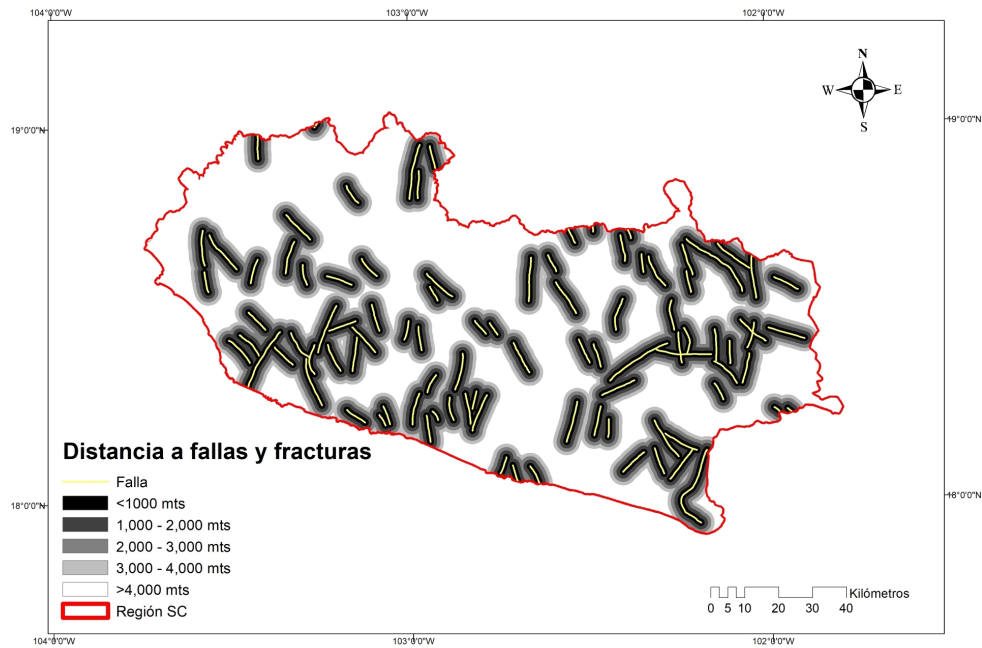 104°0'0"W 103°0'0"W 102°0'0"W
N
W E
S
19°0'0"N 19°0'0"N
Distancia a fallas y fracturas
Falla
<1000 mts
1,000 - 2,000 mts
2,000 - 3,000 mts
3,000 - 4,000 mts
>4,000 mts
Región SC
18°0'0"N 18°0'0"N
Kilómetros
0 5 10 20 30 40
104°0'0"W 103°0'0"W 102°0'0"W